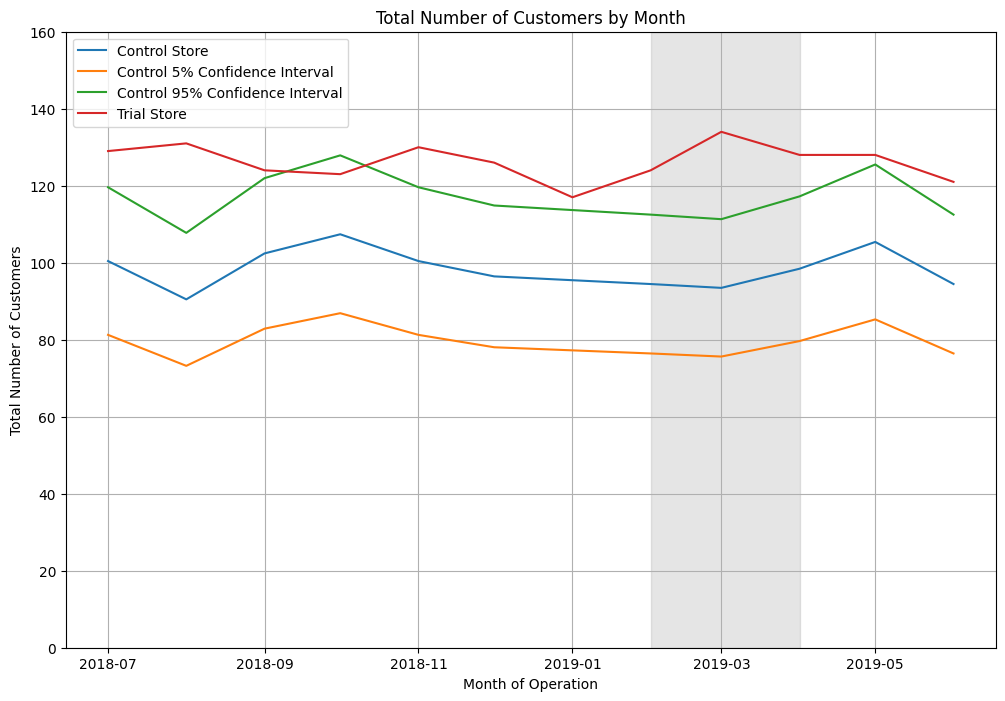 Total Number of Customers by Month
Control Store
Control 5% Confidence Interval
Control 95% Confidence Interval
Trial Store
Total Number of Customers
160
140
120
100
80
60
40
20
0
2018-07
2018-09
2018-11
2019-01
2019-03
2019-05
Month of Operation